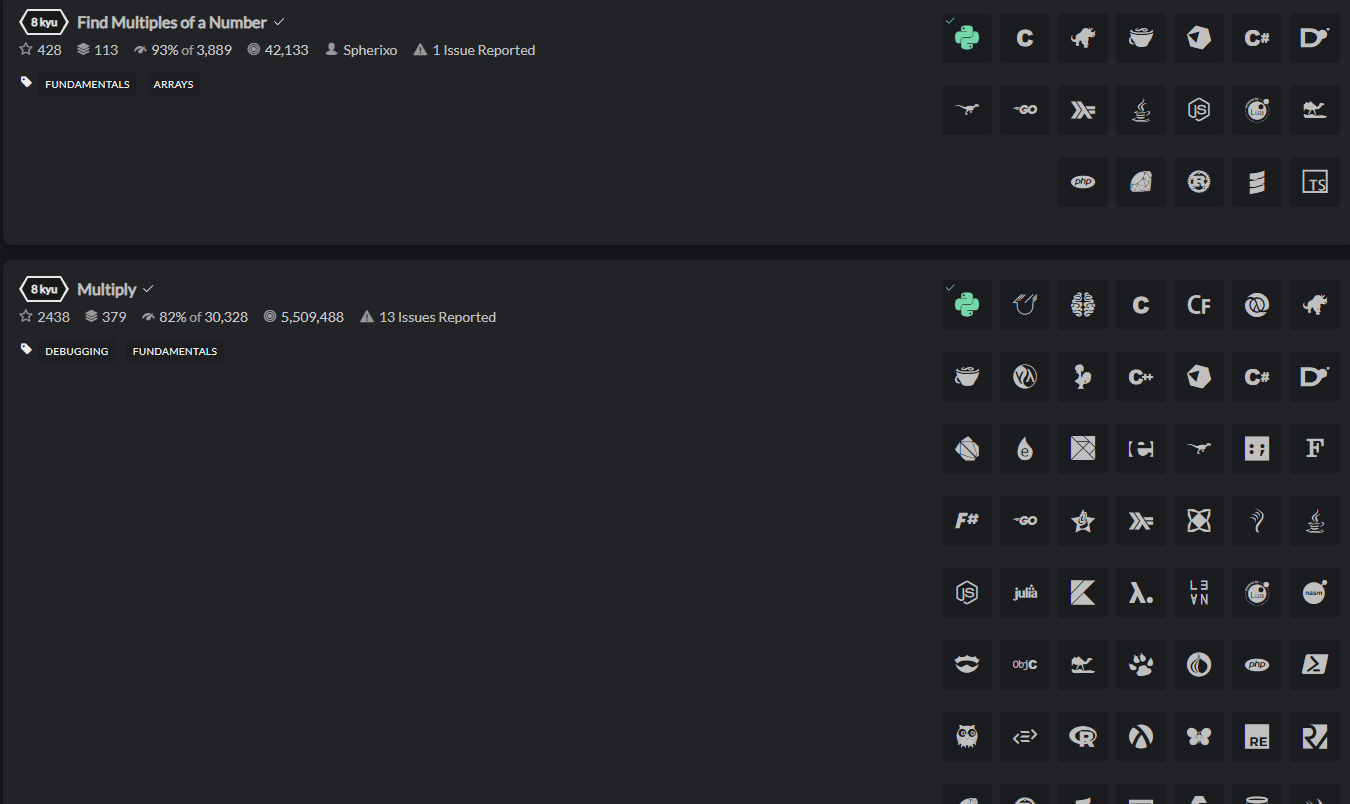 8 kyu Find Multiples of a Number
428 113 93% of 3,889 42,133 Spherixo 1 Issue Reported
FUNDAMENTALS ARRAYS
C C# D
GO JS Lua
php TS
8 kyu Multiply
2438 379 82% of 30,328 5,509,488 13 Issues Reported
DEBUGGING FUNDAMENTALS
C CF
C++ C# D
e F
F# GO
JS julia λ. Lua nasm
ObjC php
R RE